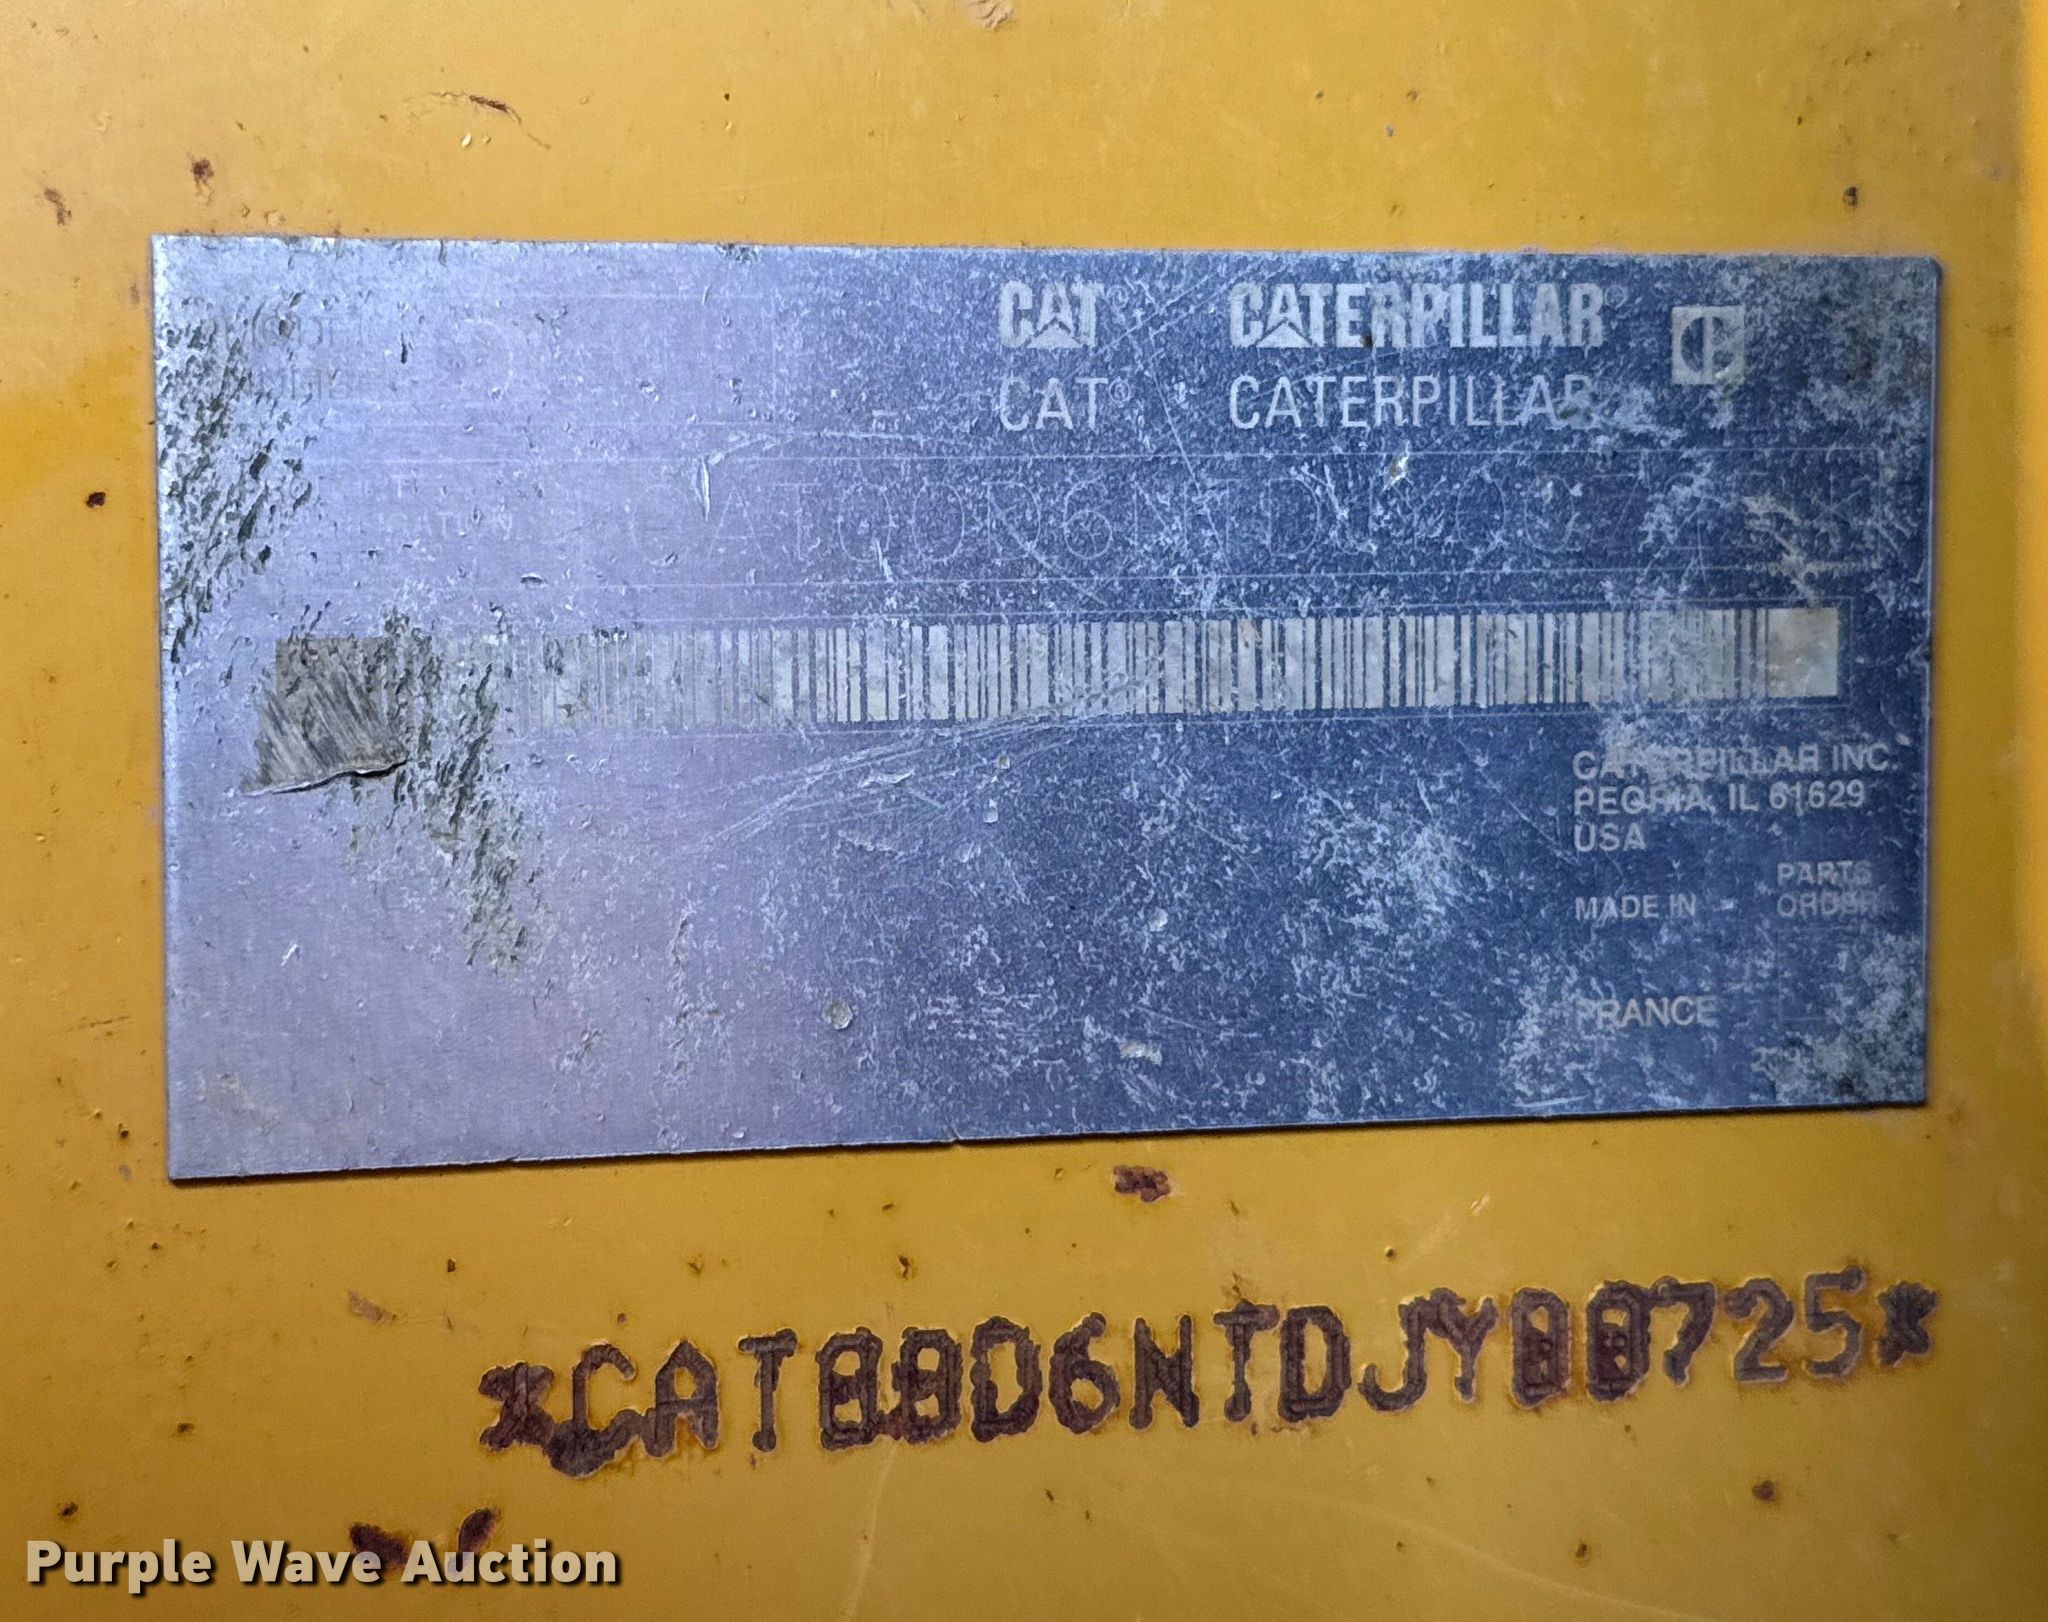 CAT® CATERPILLAR®
CAT® CATERPILLAR
CATERPILLAR INC.
PEORIA, IL 61629
USA
MADE IN
PARTS
ORDER
FRANCE
*CAT00D6NTDJY00725*
Purple Wave Auction